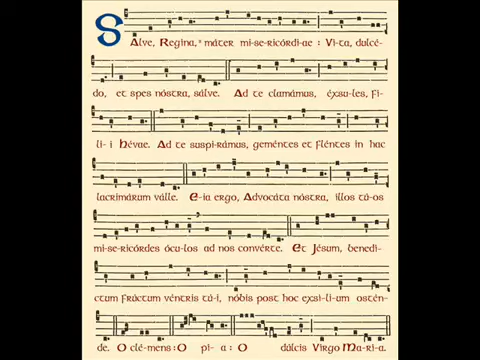 SAlve, Regina,* máter mi-se-ricórdi-ae : Vi-ta, dulcé-
do, et spes nóstra, sálve. Ad te clamámus, éxsu-les, fí-
li- i Hévae. Ad te suspi-rámus, geméntes et fléntes in hac
lacrimárum válle. E-ia ergo, Advocáta nóstra, illos tú-os
mi-se-ricórdes óculos ad nos convérte. Et Jésum, benedí-
ctum frúctum véntris tú-i, nóbis post hoc exsí-li-um ostén-
de. O clé-mens : O pí- a : O dúlcis Virgo Ma-rí-a.